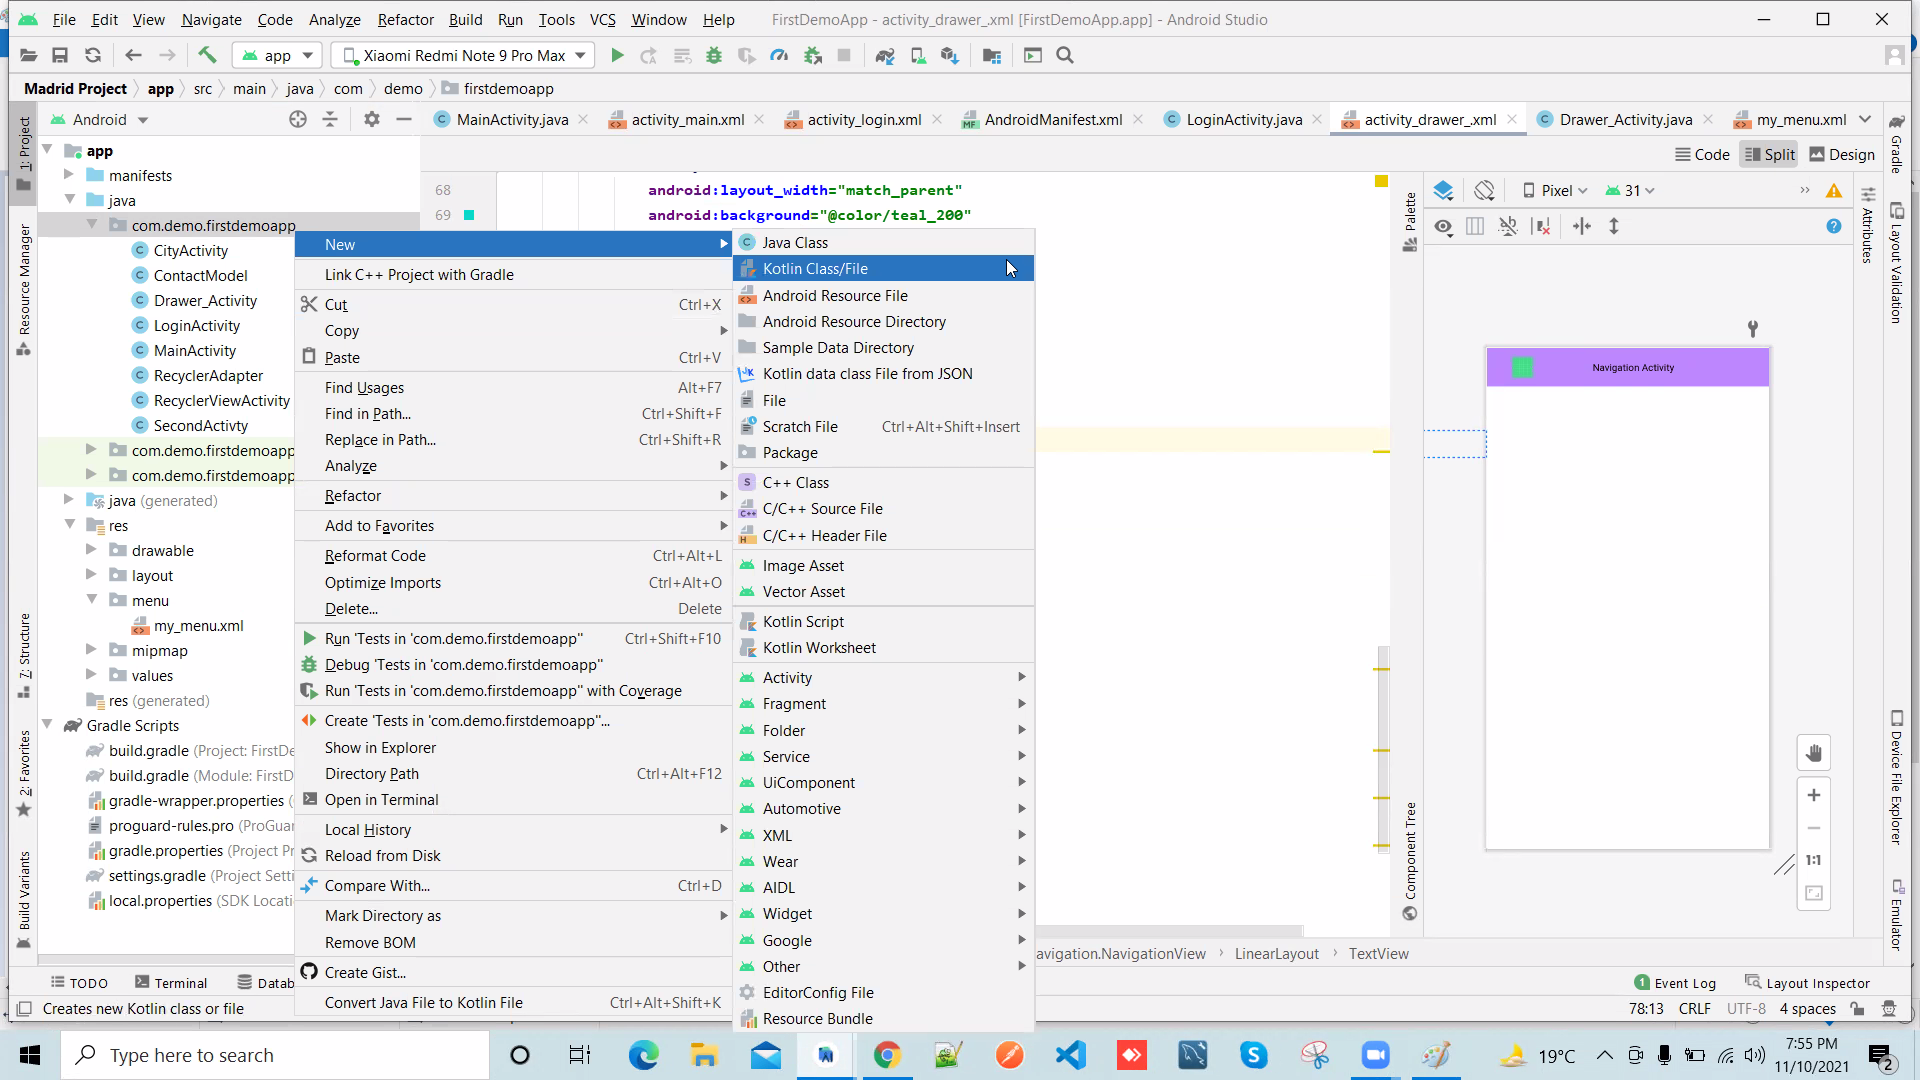 File Edit View Navigate Code Analyze Refactor Build Run Tools VCS Window Help FirstDemoApp - activity_drawer_.xml [FirstDemoApp.app] - Android Studio
app Xiaomi Redmi Note 9 Pro Max
Madrid Project app src main java com demo firstdemoapp
Android MainActivity.java activity_main.xml activity_login.xml AndroidManifest.xml LoginActivity.java activity_drawer_.xml Drawer_Activity.java my_menu.xml
Code Split Design
1: Project
Resource Manager
7: Structure
2: Favorites
Build Variants
app
manifests
java
com.demo.firstdemoapp
CityActivity
ContactModel
Drawer_Activity
LoginActivity
MainActivity
RecyclerAdapter
RecyclerViewActivity
SecondActivty
com.demo.firstdemoapp
com.demo.firstdemoapp
java (generated)
res
drawable
layout
menu
my_menu.xml
mipmap
values
res (generated)
Gradle Scripts
build.gradle (Project: FirstDe
build.gradle (Module: FirstD
gradle-wrapper.properties (
proguard-rules.pro (ProGuar
gradle.properties (Project Pr
settings.gradle (Project Setti
local.properties (SDK Locati
68 android:layout_width="match_parent"
69 android:background="@color/teal_200"
New
Link C++ Project with Gradle
Cut Ctrl+X
Copy
Paste Ctrl+V
Find Usages Alt+F7
Find in Path... Ctrl+Shift+F
Replace in Path... Ctrl+Shift+R
Analyze
Refactor
Add to Favorites
Reformat Code Ctrl+Alt+L
Optimize Imports Ctrl+Alt+O
Delete... Delete
Run 'Tests in 'com.demo.firstdemoapp'' Ctrl+Shift+F10
Debug 'Tests in 'com.demo.firstdemoapp''
Run 'Tests in 'com.demo.firstdemoapp'' with Coverage
Create 'Tests in 'com.demo.firstdemoapp''...
Show in Explorer
Directory Path Ctrl+Alt+F12
Open in Terminal
Local History
Reload from Disk
Compare With... Ctrl+D
Mark Directory as
Remove BOM
Create Gist...
Convert Java File to Kotlin File Ctrl+Alt+Shift+K
Java Class
Kotlin Class/File
Android Resource File
Android Resource Directory
Sample Data Directory
Kotlin data class File from JSON
File
Scratch File Ctrl+Alt+Shift+Insert
Package
C++ Class
C/C++ Source File
C/C++ Header File
Image Asset
Vector Asset
Kotlin Script
Kotlin Worksheet
Activity
Fragment
Folder
Service
UiComponent
Automotive
XML
Wear
AIDL
Widget
Google
Other
EditorConfig File
Resource Bundle
Palette
Component Tree
Pixel 31
Navigation Activity
1:1
Gradle
Attributes
Layout Validation
Device File Explorer
Emulator
avigation.NavigationView LinearLayout TextView
TODO Terminal Datab 1 Event Log Layout Inspector
Creates new Kotlin class or file 78:13 CRLF UTF-8 4 spaces
Type here to search 19°C 7:55 PM
11/10/2021 2